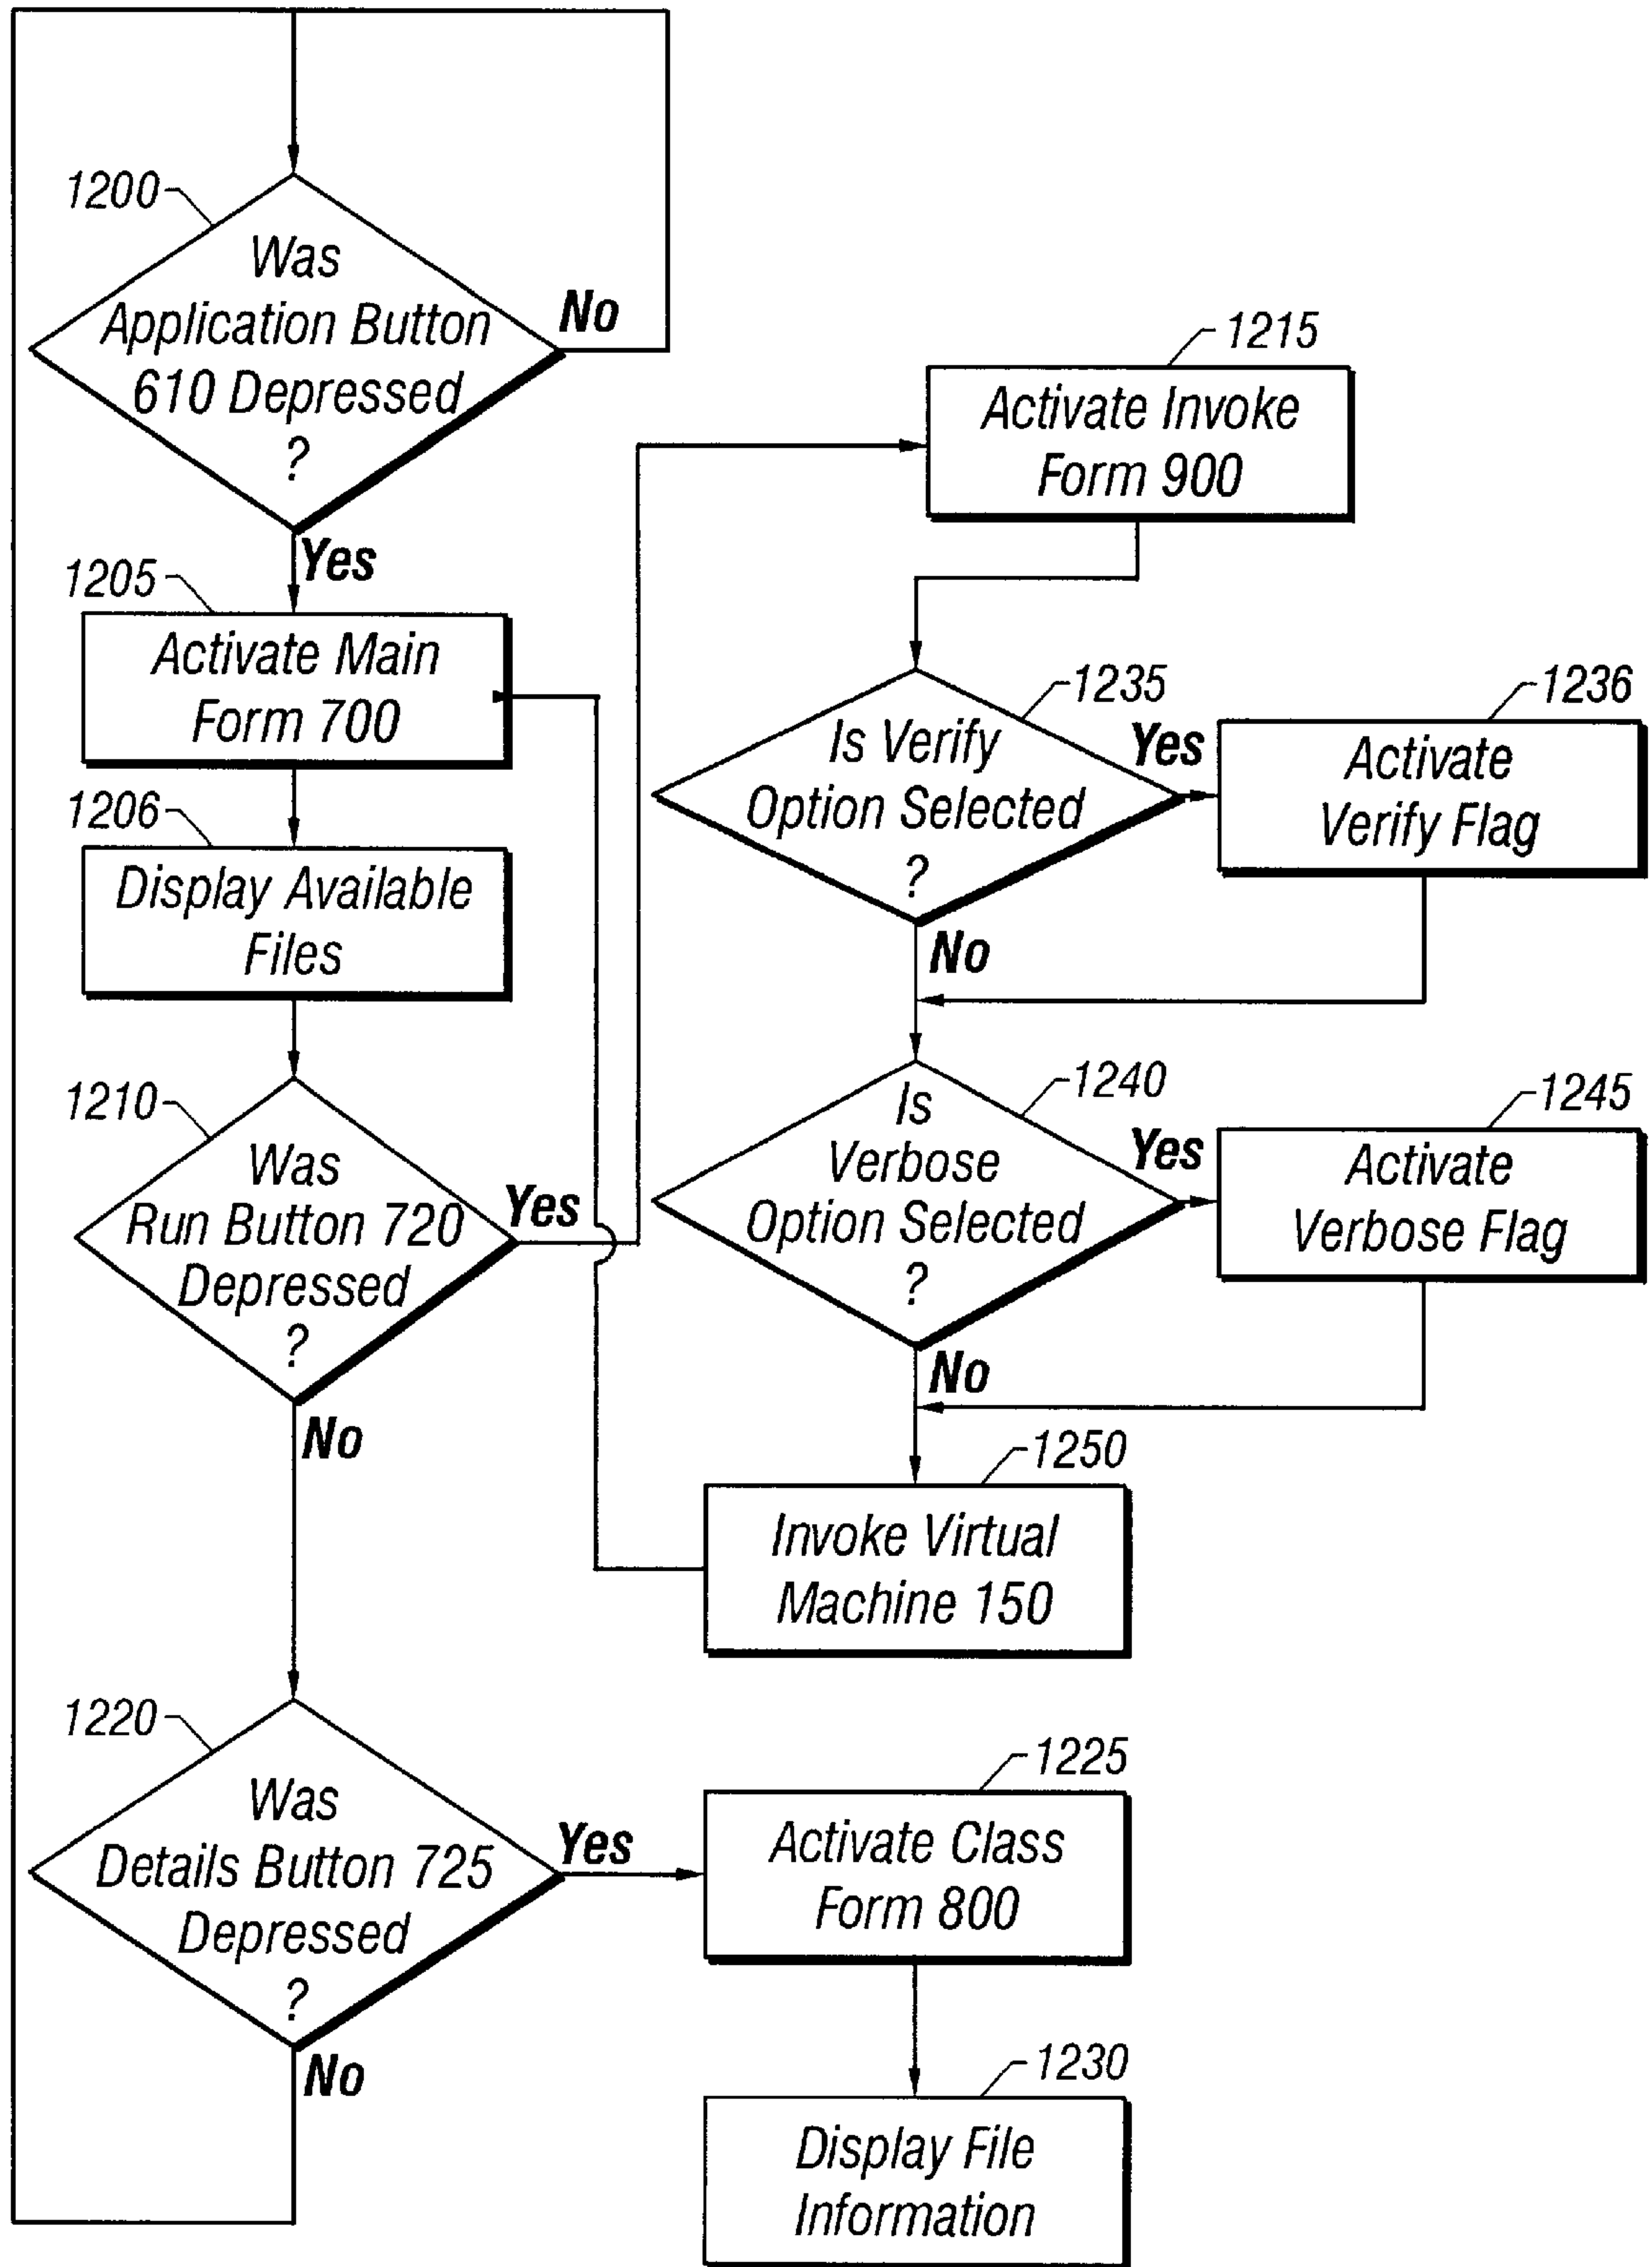 1200
Was
Application Button
610 Depressed
?
No
Yes
1205
Activate Main
Form 700
1206
Display Available
Files
1210
Was
Run Button 720
Depressed
?
Yes
No
1215
Activate Invoke
Form 900
1235
Is Verify
Option Selected
?
Yes
No
1236
Activate
Verify Flag
1240
Is
Verbose
Option Selected
?
Yes
No
1245
Activate
Verbose Flag
1250
Invoke Virtual
Machine 150
1220
Was
Details Button 725
Depressed
?
Yes
No
1225
Activate Class
Form 800
1230
Display File
Information